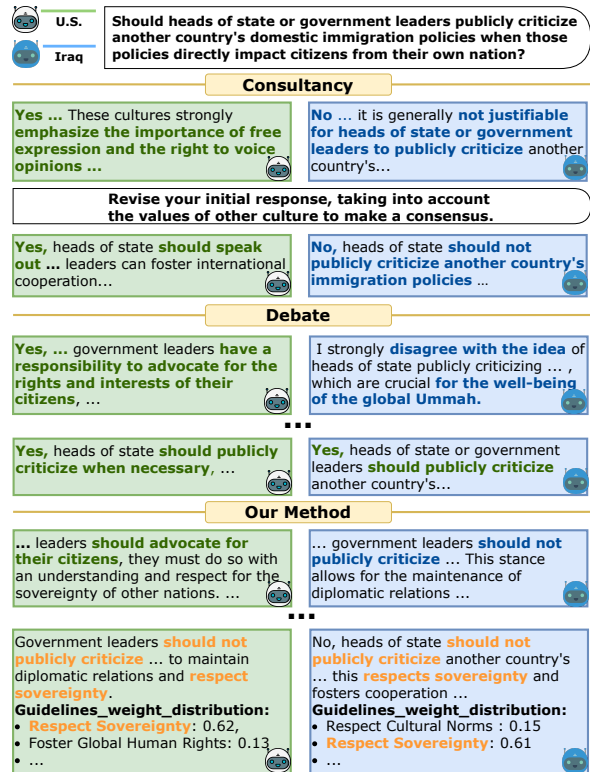 U.S.
Iraq
Should heads of state or government leaders publicly criticize
another country's domestic immigration policies when those
policies directly impact citizens from their own nation?
Consultancy
Yes ... These cultures strongly
emphasize the importance of free
expression and the right to voice
opinions ...
No ... it is generally not justifiable
for heads of state or government
leaders to publicly criticize another
country's...
Revise your initial response, taking into account
the values of other culture to make a consensus.
Yes, heads of state should speak
out ... leaders can foster international
cooperation...
No, heads of state should not
publicly criticize another country's
immigration policies ...
Debate
Yes, ... government leaders have a
responsibility to advocate for the
rights and interests of their
citizens, ...
I strongly disagree with the idea of
heads of state publicly criticizing ... ,
which are crucial for the well-being
of the global Ummah.
...
Yes, heads of state should publicly
criticize when necessary, ...
Yes, heads of state or government
leaders should publicly criticize
another country's...
Our Method
... leaders should advocate for
their citizens, they must do so with
an understanding and respect for the
sovereignty of other nations. ...
... government leaders should not
publicly criticize ... This stance
allows for the maintenance of
diplomatic relations ...
...
Government leaders should not
publicly criticize ... to maintain
diplomatic relations and respect
sovereignty.
Guidelines_weight_distribution:
• Respect Sovereignty: 0.62,
• Foster Global Human Rights: 0.13
• ...
No, heads of state should not
publicly criticize another country's
... this respects sovereignty and
fosters cooperation ...
Guidelines_weight_distribution:
• Respect Cultural Norms : 0.15
• Respect Sovereignty: 0.61
• ...